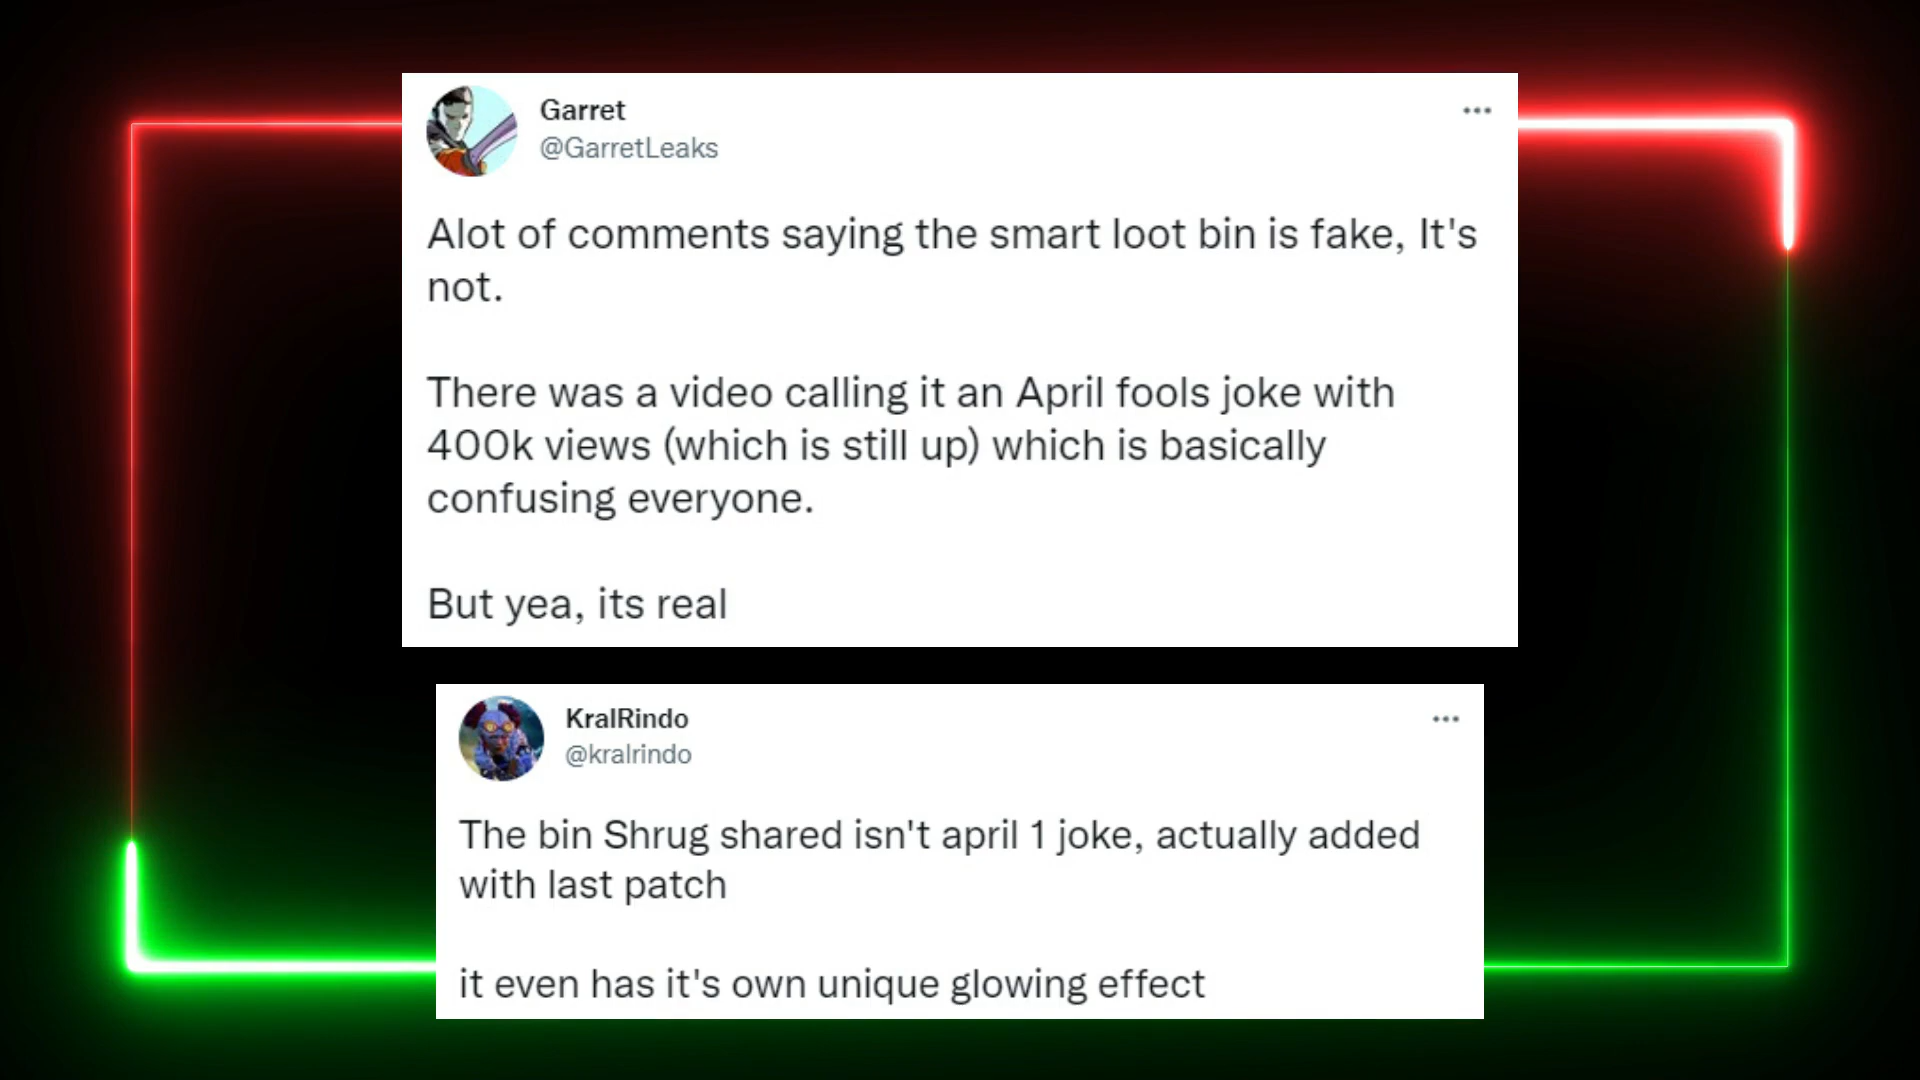 Garret
@GarretLeaks
Alot of comments saying the smart loot bin is fake, It's
not.
There was a video calling it an April fools joke with
400k views (which is still up) which is basically
confusing everyone.
But yea, its real
KralRindo
@kralrindo
The bin Shrug shared isn't april 1 joke, actually added
with last patch
it even has it's own unique glowing effect